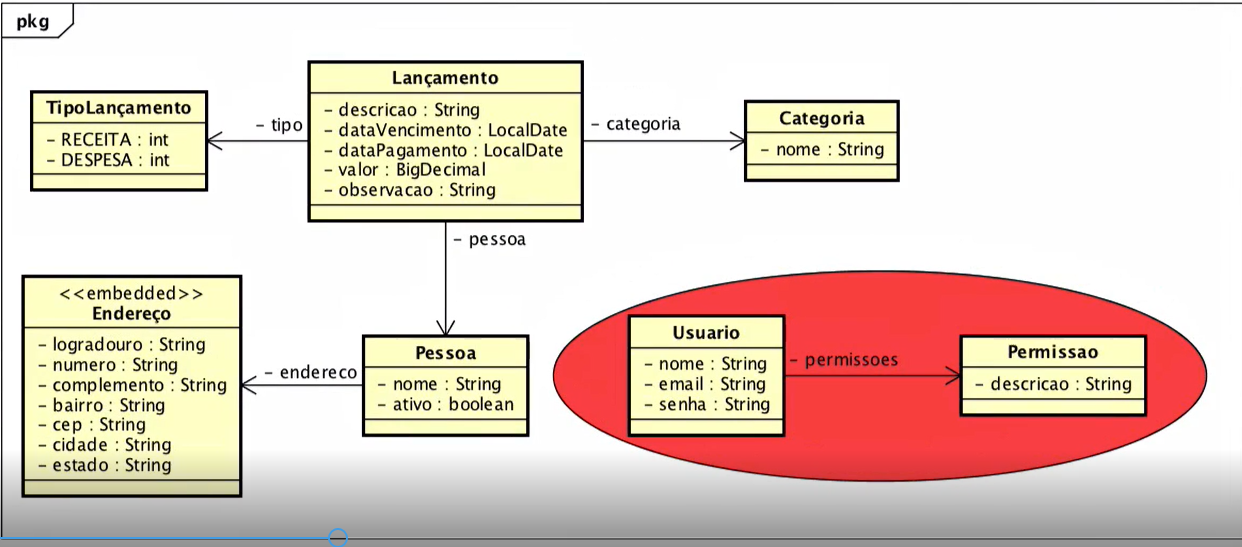 pkg
TipoLançamento
- RECEITA : int
- DESPESA : int
- tipo
Lançamento
- descricao : String
- dataVencimento : LocalDate
- dataPagamento : LocalDate
- valor : BigDecimal
- observacao : String
- categoria
Categoria
- nome : String
- pessoa
<<embedded>>
Endereço
- logradouro : String
- numero : String
- complemento : String
- bairro : String
- cep : String
- cidade : String
- estado : String
- endereco
Pessoa
- nome : String
- ativo : boolean
Usuario
- nome : String
- email : String
- senha : String
- permissoes
Permissao
- descricao : String